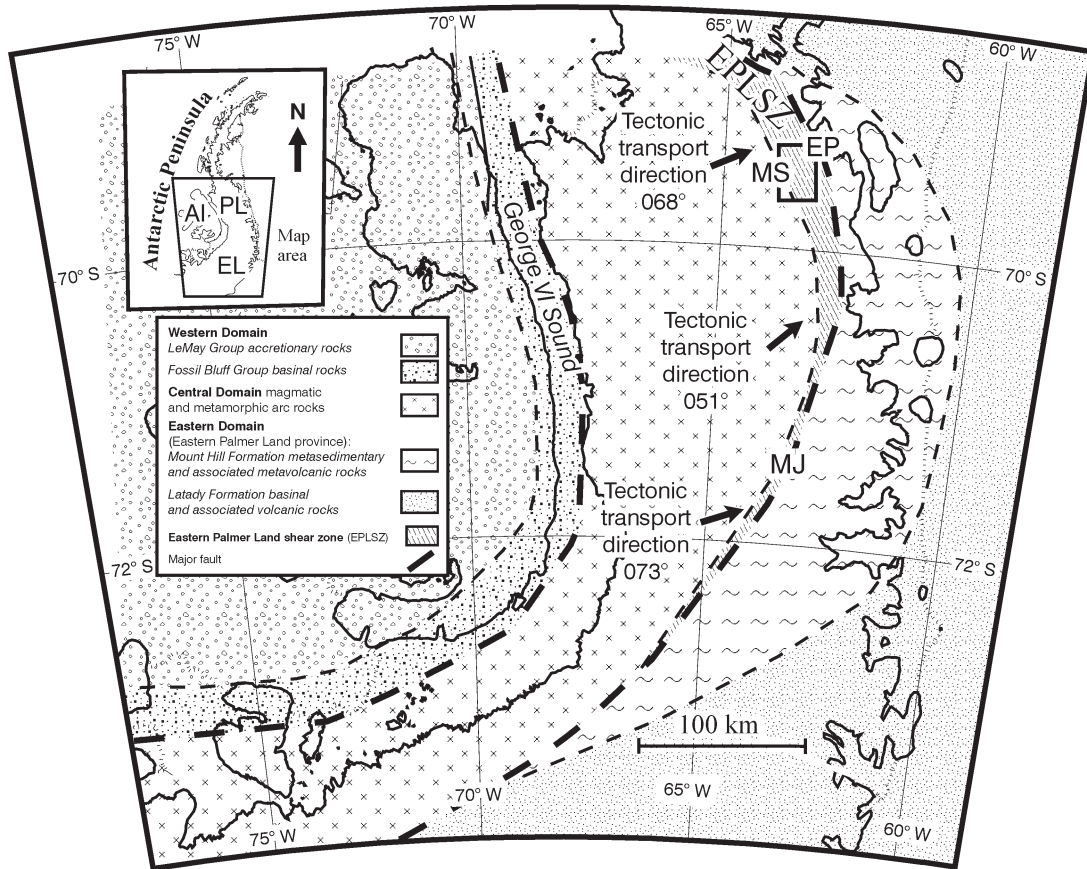 75° W
70° W
65° W
60° W
Antarctic Peninsula
N
AI
PL
EL
Map
area
EPLSZ
Tectonic
transport
direction
068°
EP
MS
George VI Sound
70° S
70° S
Tectonic
transport
direction
051°
Western Domain
LeMay Group accretionary rocks
Fossil Bluff Group basinal rocks
Central Domain magmatic
and metamorphic arc rocks
Eastern Domain
(Eastern Palmer Land province):
Mount Hill Formation metasedimentary
and associated metavolcanic rocks
Latady Formation basinal
and associated volcanic rocks
Eastern Palmer Land shear zone (EPLSZ)
Major fault
MJ
Tectonic
transport
direction
073°
72° S
72° S
100 km
75° W
70° W
65° W
60° W